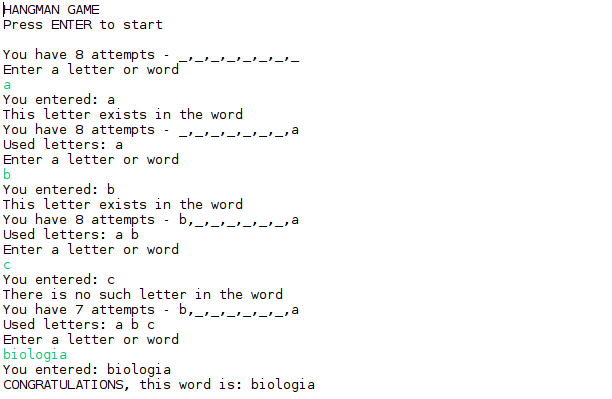 HANGMAN GAME
Press ENTER to start
You have 8 attempts - _,_,_,_,_,_,_,_
Enter a letter or word
a
You entered: a
This letter exists in the word
You have 8 attempts - _,_,_,_,_,_,_,a
Used letters: a
Enter a letter or word
b
You entered: b
This letter exists in the word
You have 8 attempts - b,_,_,_,_,_,_,a
Used letters: a b
Enter a letter or word
c
You entered: c
There is no such letter in the word
You have 7 attempts - b,_,_,_,_,_,_,a
Used letters: a b c
Enter a letter or word
biologia
You entered: biologia
CONGRATULATIONS, this word is: biologia